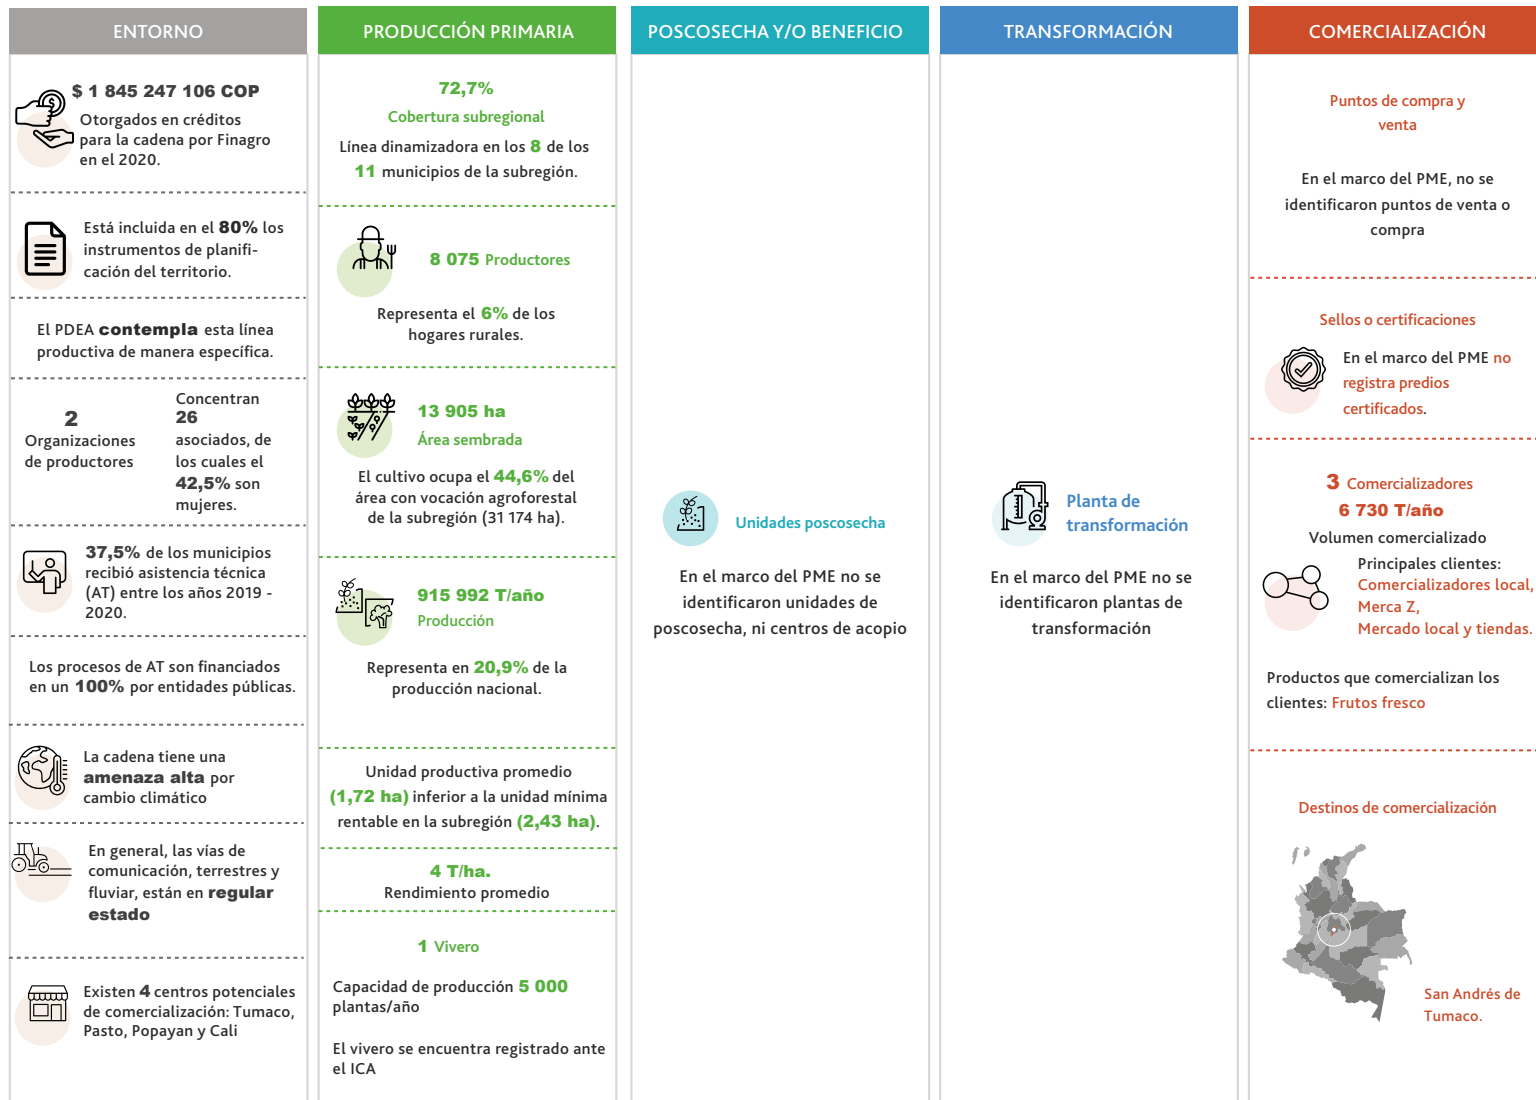 ENTORNO
$ 1 845 247 106 COP
Otorgados en créditos
para la cadena por Finagro
en el 2020.
Está incluida en el 80% los
instrumentos de planifi-
cación del territorio.
El PDEA contempla esta línea
productiva de manera específica.
2
Organizaciones
de productores
Concentran
26
asociados, de
los cuales el
42,5% son
mujeres.
37,5% de los municipios
recibió asistencia técnica
(AT) entre los años 2019 -
2020.
Los procesos de AT son financiados
en un 100% por entidades públicas.
La cadena tiene una
amenaza alta por
cambio climático
En general, las vías de
comunicación, terrestres y
fluviar, están en regular
estado
Existen 4 centros potenciales
de comercialización: Tumaco,
Pasto, Popayan y Cali
PRODUCCIÓN PRIMARIA
72,7%
Cobertura subregional
Línea dinamizadora en los 8 de los
11 municipios de la subregión.
8 075 Productores
Representa el 6% de los
hogares rurales.
13 905 ha
Área sembrada
El cultivo ocupa el 44,6% del
área con vocación agroforestal
de la subregión (31 174 ha).
915 992 T/año
Producción
Representa en 20,9% de la
producción nacional.
Unidad productiva promedio
(1,72 ha) inferior a la unidad mínima
rentable en la subregión (2,43 ha).
4 T/ha.
Rendimiento promedio
1 Vivero
Capacidad de producción 5 000
plantas/año
El vivero se encuentra registrado ante
el ICA
POSCOSECHA Y/O BENEFICIO
Unidades poscosecha
En el marco del PME no se
identificaron unidades de
poscosecha, ni centros de acopio
TRANSFORMACIÓN
Planta de
transformación
En el marco del PME no se
identificaron plantas de
transformación
COMERCIALIZACIÓN
Puntos de compra y
venta
En el marco del PME, no se
identificaron puntos de venta o
compra
Sellos o certificaciones
En el marco del PME no
registra predios
certificados.
3 Comercializadores
6 730 T/año
Volumen comercializado
Principales clientes:
Comercializadores local,
Merca Z,
Mercado local y tiendas.
Productos que comercializan los
clientes: Frutos fresco
Destinos de comercialización
San Andrés de
Tumaco.